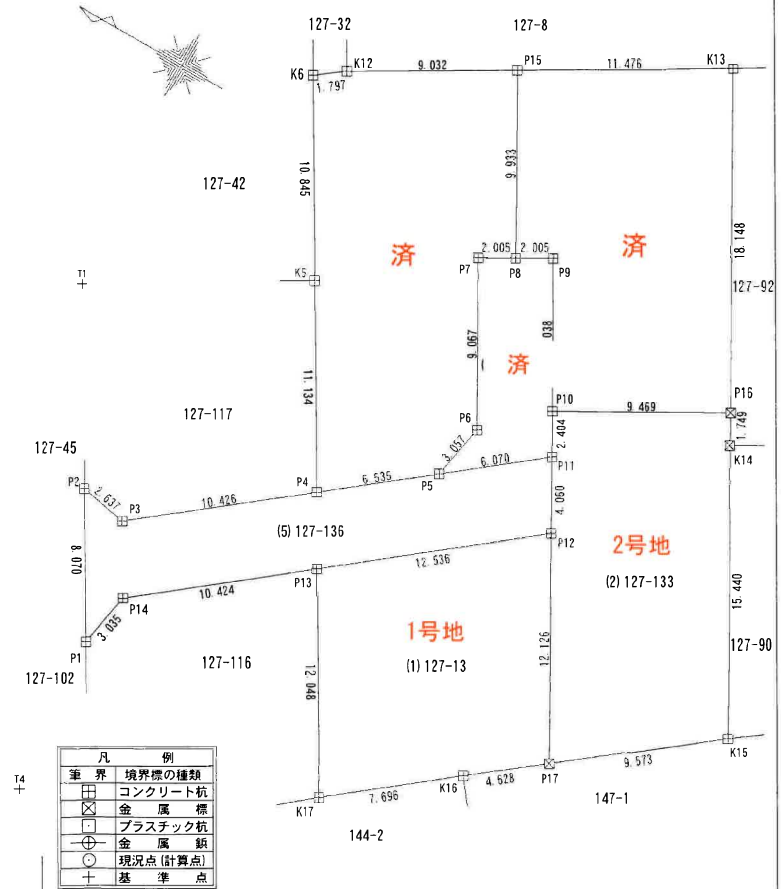 127-32
127-8
K6
K12
9.032
P15
11.476
K13
1.797
10.845
9.933
127-42
18.148
済
済
2.005
2.005
P7
P8
P9
K5
T1
127-92
9.067
038
済
11.134
P10
9.469
P16
127-117
P6
2.404
1.749
3.057
6.070
K14
127-45
P11
P2
2.637
P3
10.426
P4
6.535
P5
4.060
(5) 127-136
P12
2号地
8.070
12.536
(2) 127-133
P13
10.424
P14
15.440
1号地
P1
3.035
127-116
(1) 127-13
12.126
127-90
127-102
12.048
K15
9.573
K16
4.628
P17
T4
K17
7.696
147-1
144-2
凡 例
筆 界 境界標の種類
コンクリート杭
金 属 標
プラスチック杭
金 属 鋲
現況点(計算点)
基 準 点